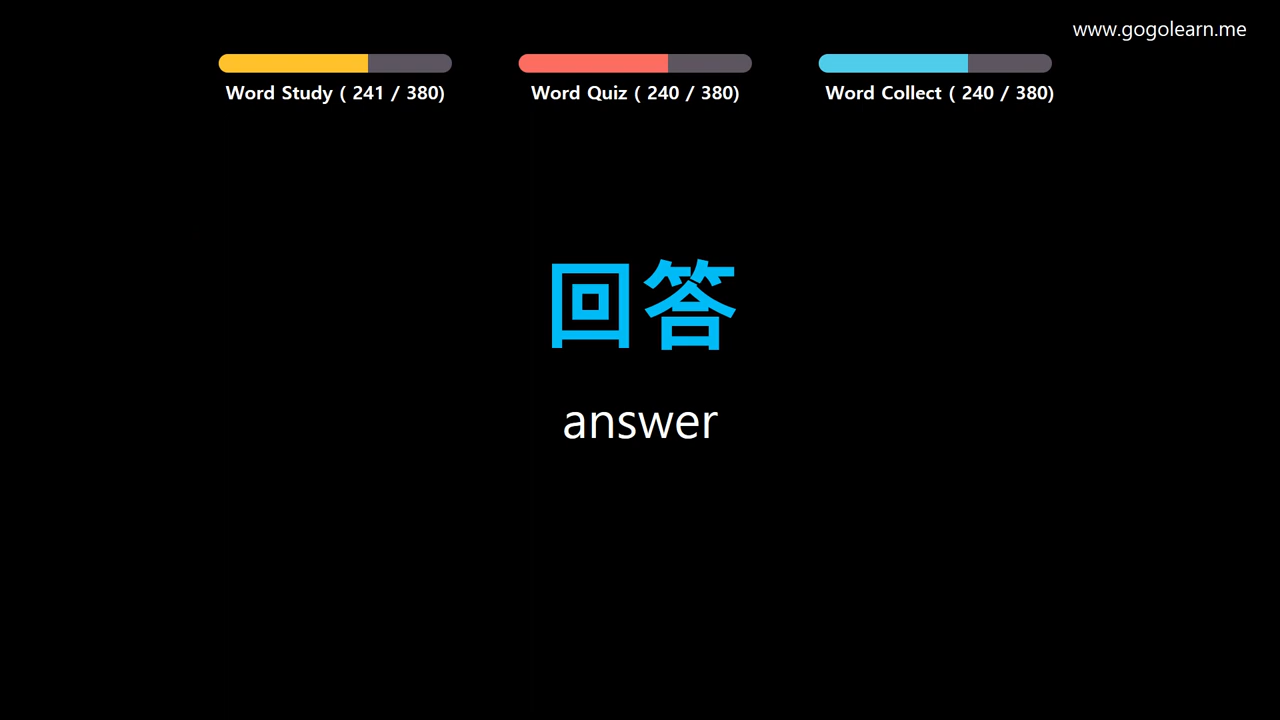 www.gogolearn.me
Word Study ( 241 / 380)
Word Quiz ( 240 / 380)
Word Collect ( 240 / 380)
回答
answer